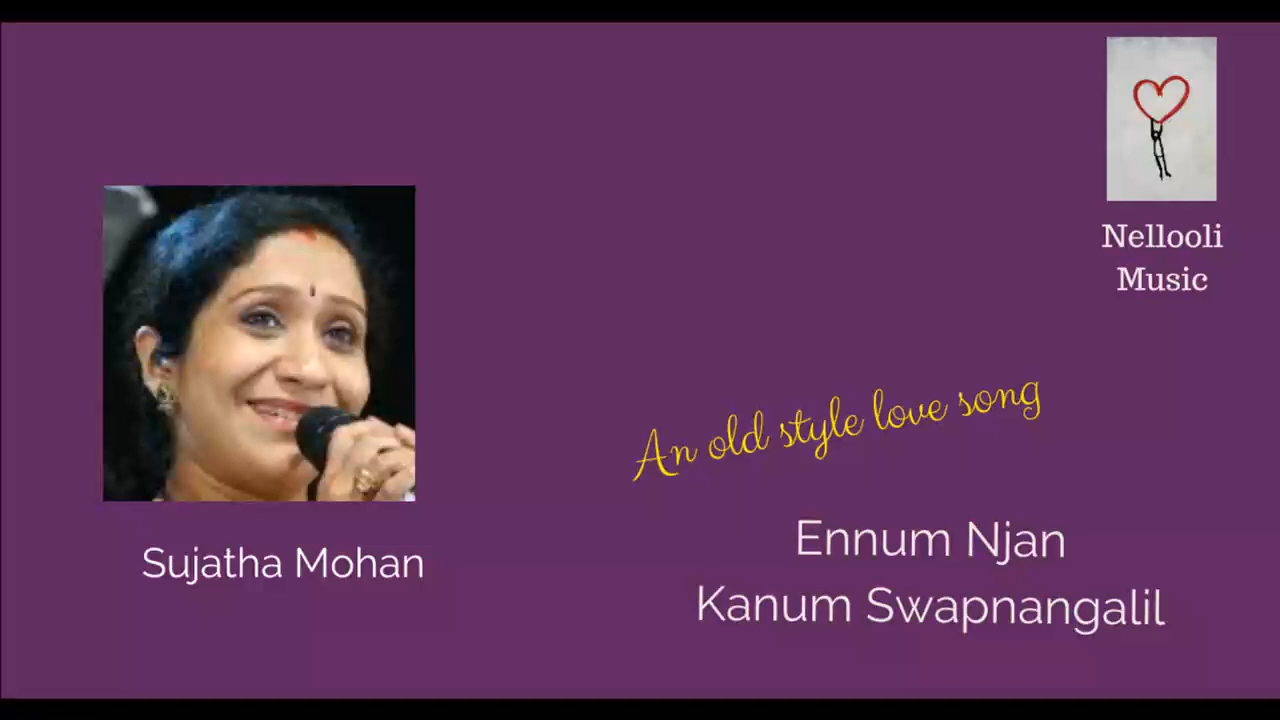 Nellooli
Music
An old style love song
Sujatha Mohan
Ennum Njan
Kanum Swapnangalil